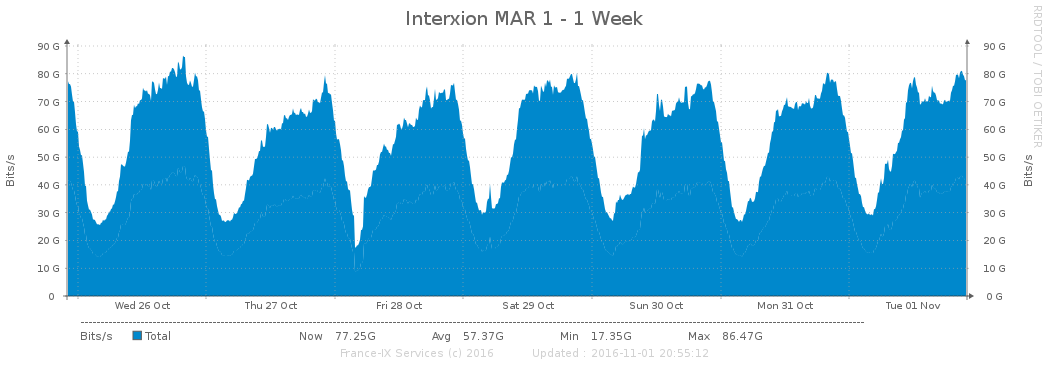 Interxion MAR 1 - 1 Week
RRDTOOL / TOBI OETIKER
Bits/s
90 G 90 G
80 G 80 G
70 G 70 G
60 G 60 G
50 G 50 G
40 G 40 G
30 G 30 G
20 G 20 G
10 G 10 G
0 0 G
Bits/s
Wed 26 Oct Thu 27 Oct Fri 28 Oct Sat 29 Oct Sun 30 Oct Mon 31 Oct Tue 01 Nov
Bits/s Total Now 77.25G Avg 57.37G Min 17.35G Max 86.47G
France-IX Services (c) 2016 Updated : 2016-11-01 20:55:12